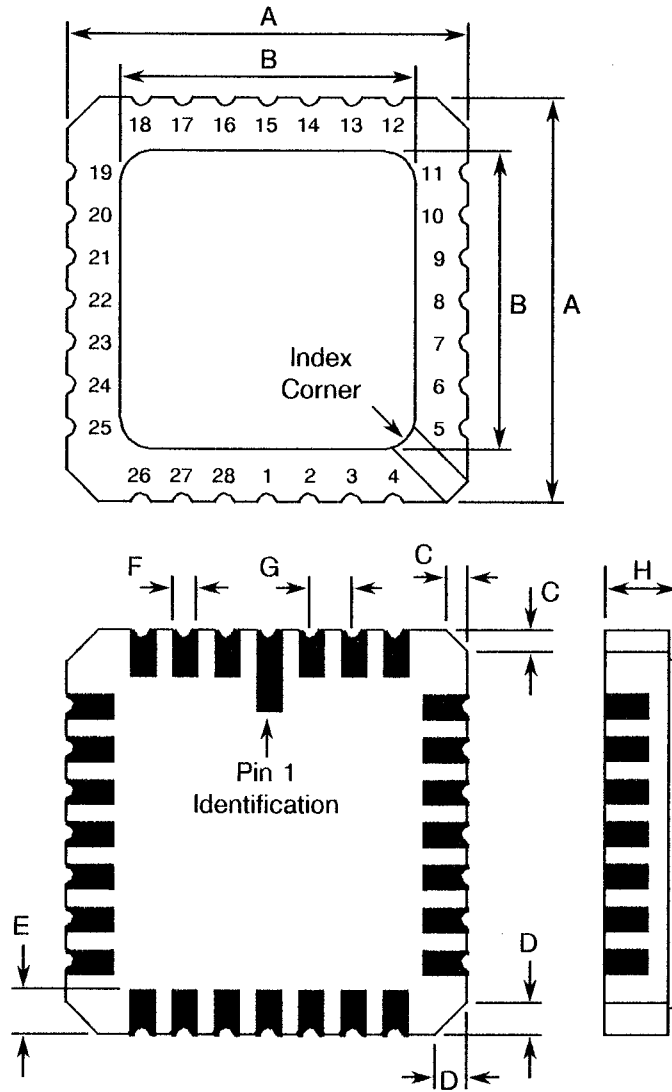 A
B
18 17 16 15 14 13 12
19
20
21
22
23
24
25
11
10
9
8
7
6
5
B
A
Index
Corner
26 27 28 1 2 3 4
F
G
C
C
H
Pin 1
Identification
E
D
D